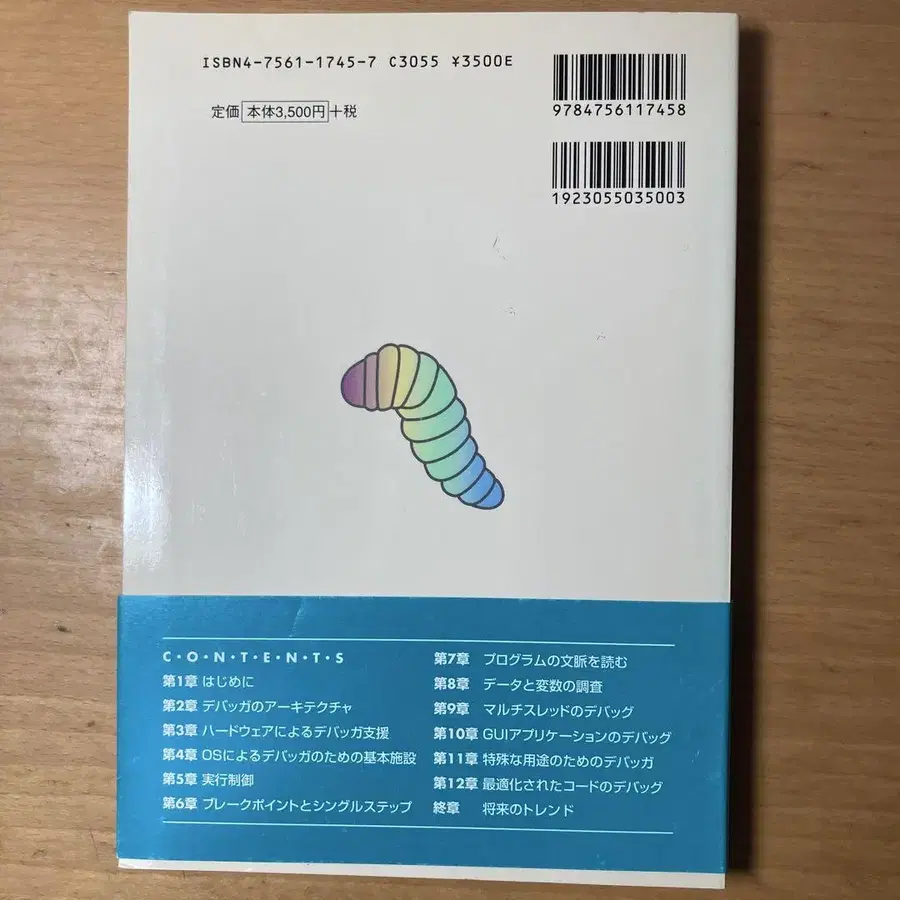 ISBN4-7561-1745-7 C3055 ¥3500E
定価 本体3,500円+税
9784756117458
1923055035003
C・O・N・T・E・N・T・S
第1章 はじめに
第2章 デバッガのアーキテクチャ
第3章 ハードウェアによるデバッガ支援
第4章 OSによるデバッガのための基本施設
第5章 実行制御
第6章 ブレークポイントとシングルステップ
第7章 プログラムの文脈を読む
第8章 データと変数の調査
第9章 マルチスレッドのデバッグ
第10章 GUIアプリケーションのデバッグ
第11章 特殊な用途のためのデバッガ
第12章 最適化されたコードのデバッグ
終章 将来のトレンド